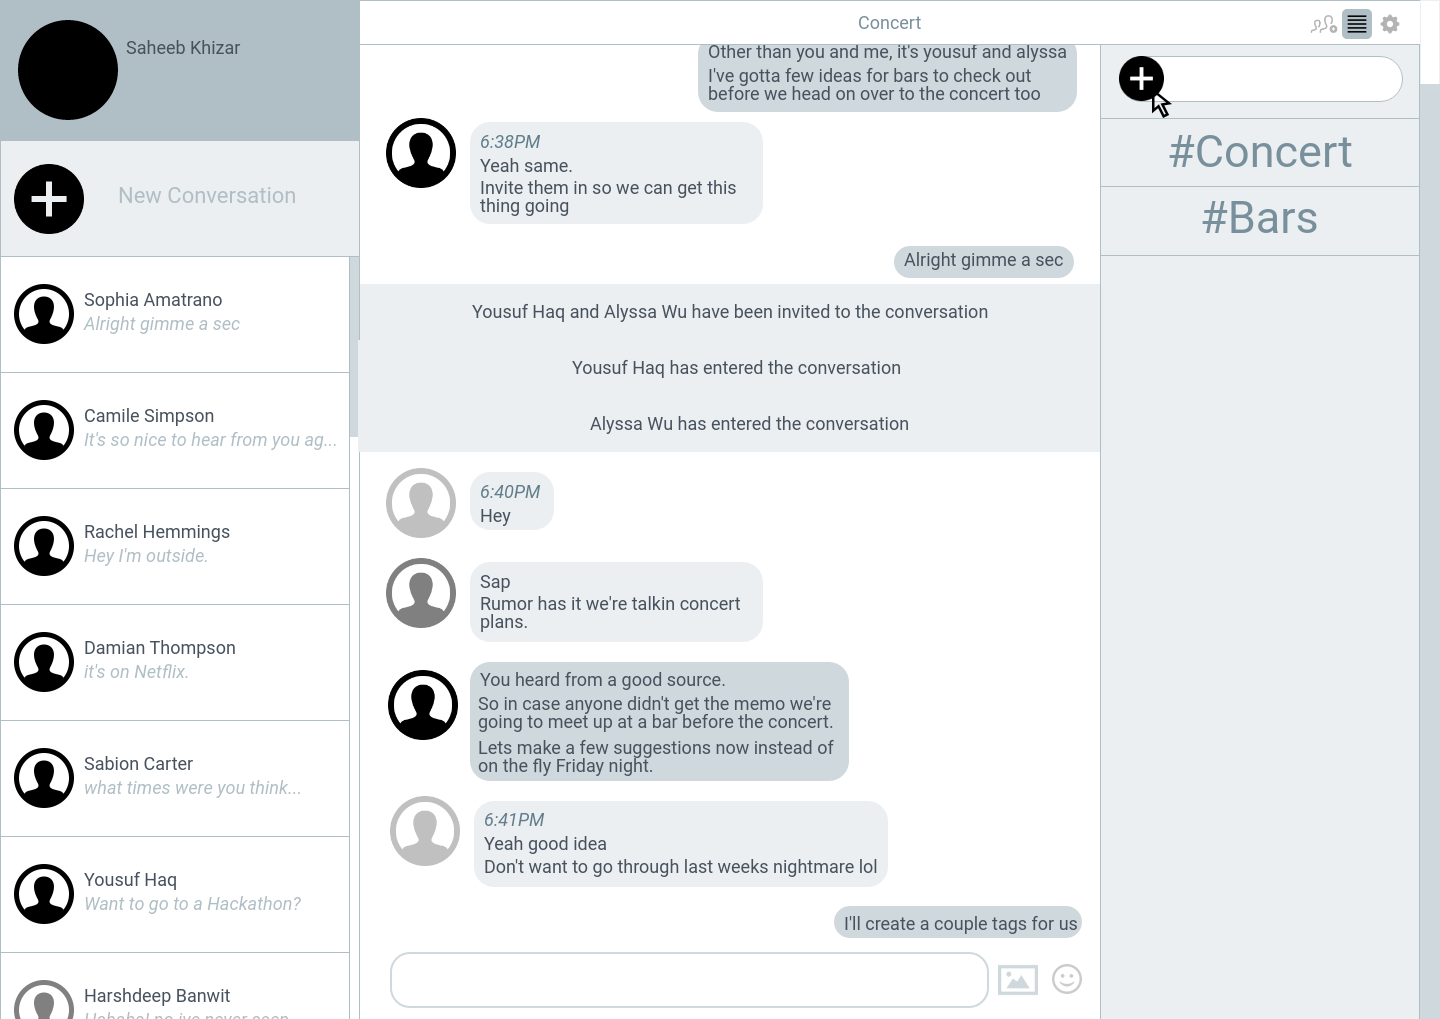 Saheeb Khizar
New Conversation
Sophia Amatrano
Alright gimme a sec
Camile Simpson
It's so nice to hear from you ag...
Rachel Hemmings
Hey I'm outside.
Damian Thompson
it's on Netflix.
Sabion Carter
what times were you think...
Yousuf Haq
Want to go to a Hackathon?
Harshdeep Banwit
Hahaha! no ive never seen
Concert
Other than you and me, it's yousuf and alyssa
I've gotta few ideas for bars to check out
before we head on over to the concert too
6:38PM
Yeah same.
Invite them in so we can get this
thing going
Alright gimme a sec
Yousuf Haq and Alyssa Wu have been invited to the conversation
Yousuf Haq has entered the conversation
Alyssa Wu has entered the conversation
6:40PM
Hey
Sap
Rumor has it we're talkin concert
plans.
You heard from a good source.
So in case anyone didn't get the memo we're
going to meet up at a bar before the concert.
Lets make a few suggestions now instead of
on the fly Friday night.
6:41PM
Yeah good idea
Don't want to go through last weeks nightmare lol
I'll create a couple tags for us
#Concert
#Bars